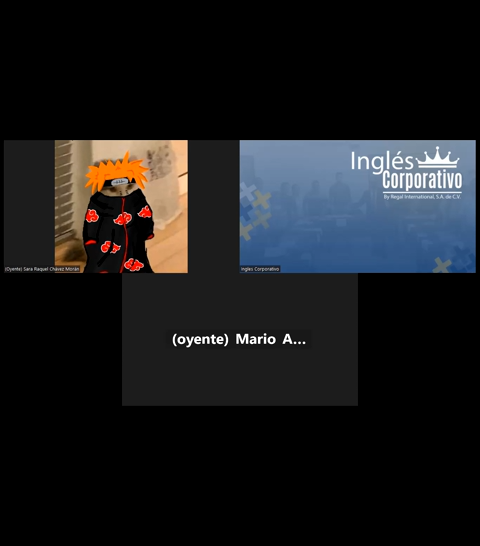 Inglés
Corporativo
By Regal International, S.A. de C.V.
(Oyente) Sara Raquel Chávez Morán
Inglés Corporativo
(oyente) Mario A...